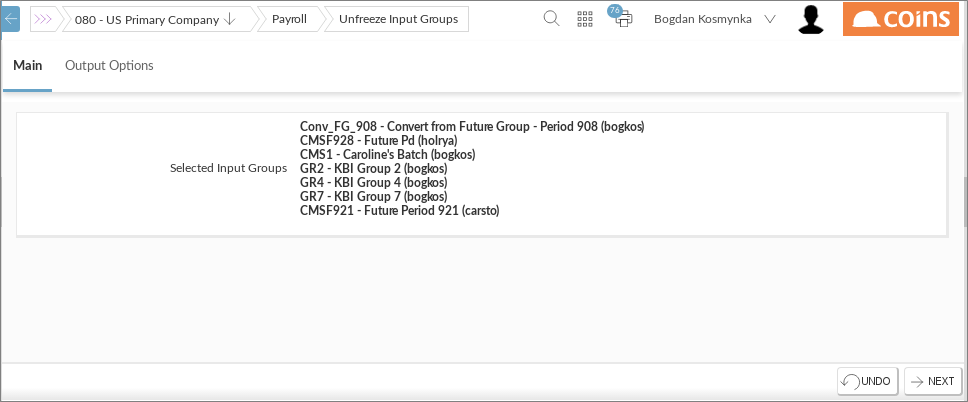 080 - US Primary Company
Payroll
Unfreeze Input Groups
76
Bogdan Kosmynka
coins
Main
Output Options
Selected Input Groups
Conv_FG_908 - Convert from Future Group - Period 908 (bogkos)
CMSF928 - Future Pd (holrya)
CMS1 - Caroline's Batch (bogkos)
GR2 - KBI Group 2 (bogkos)
GR4 - KBI Group 4 (bogkos)
GR7 - KBI Group 7 (bogkos)
CMSF921 - Future Period 921 (carsto)
UNDO
NEXT